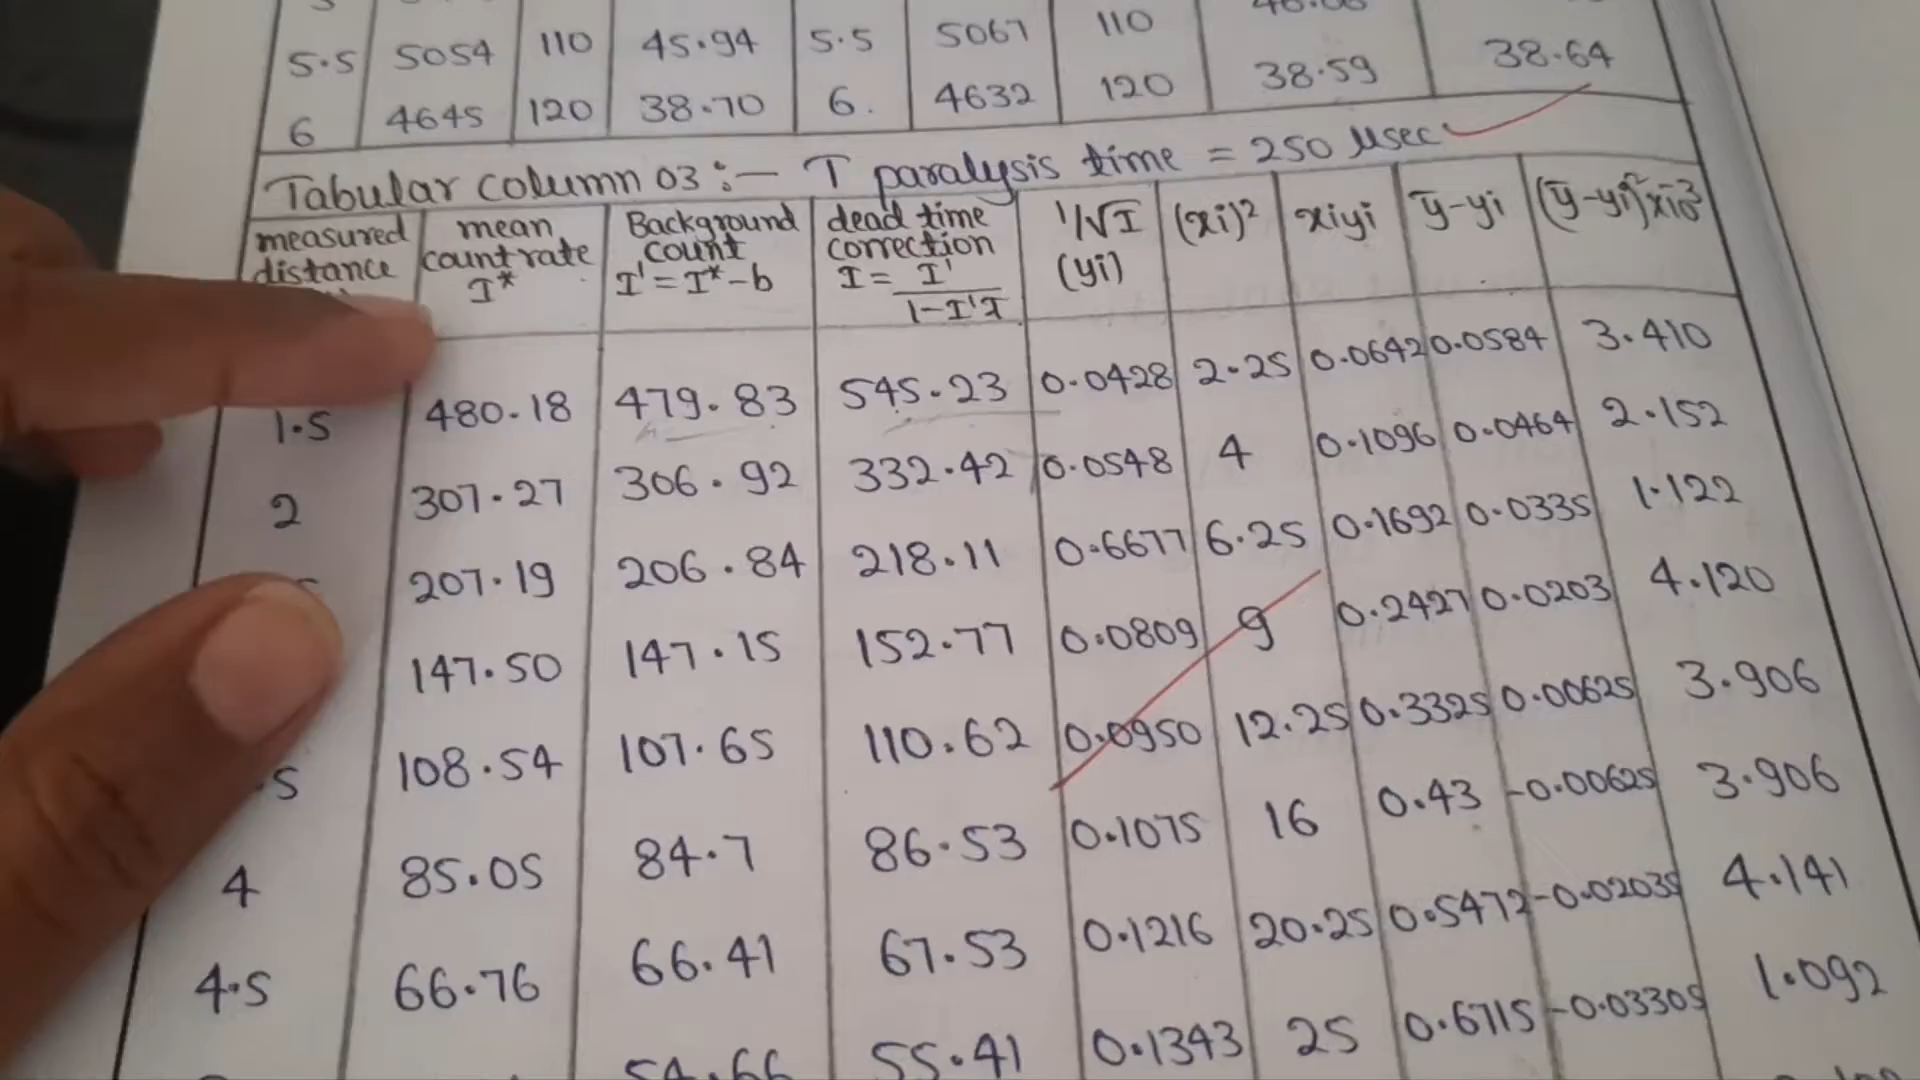 5.5 5054 110 45.94 5.5 5067 110
6 4645 120 38.70 6. 4632 120 38.59 38.64
Tabular column 03 :— T paralysis time = 250 μsec
measured distance mean count rate I* Background count I' = I* - b dead time correction I = I' / 1-I'T 1/√I (yi) (xi)² xiyi ȳ-yi (ȳ-yi)²x10⁻³
1.5 480.18 479.83 545.23 0.0428 2.25 0.0642 0.0584 3.410
2 307.27 306.92 332.42 0.0548 4 0.1096 0.0464 2.152
207.19 206.84 218.11 0.6677 6.25 0.1692 0.0335 1.122
147.50 147.15 152.77 0.0809 9 0.2427 0.0203 4.120
.5 108.54 107.65 110.62 0.0950 12.25 0.3325 0.00625 3.906
4 85.05 84.7 86.53 0.1075 16 0.43 -0.00625 3.906
4.5 66.76 66.41 67.53 0.1216 20.25 0.5472 -0.02035 4.141
54.66 55.41 0.1343 25 0.6715 -0.03305 1.092